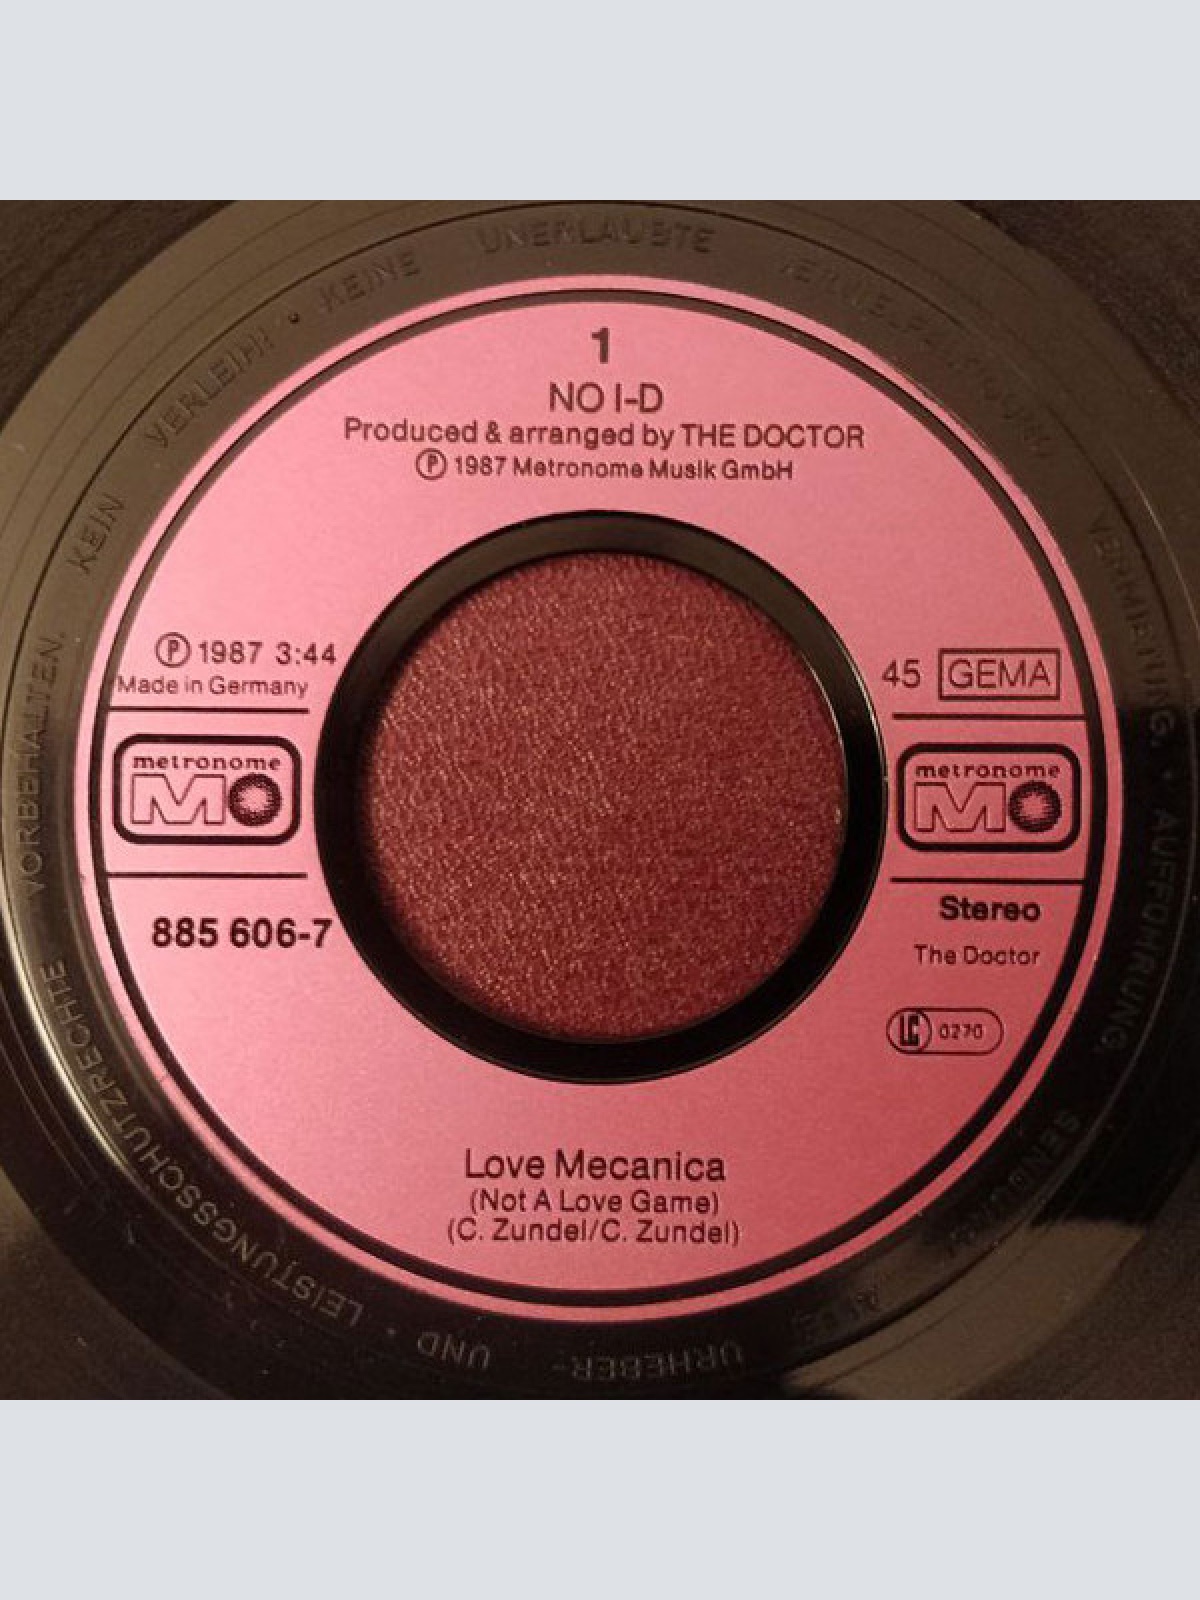 1
NO I-D
Produced & arranged by THE DOCTOR
Ⓟ 1987 Metronome Musik GmbH
Ⓟ 1987 3:44
Made in Germany
45 GEMA
metronome
MO
metronome
MO
885 606-7
Stereo
The Doctor
LC 0270
Love Mecanica
(Not A Love Game)
(C. Zundel/C. Zundel)
URHEBER- UND LEISTUNGSSCHUTZRECHTE VORBEHALTEN. KEIN VERLEIH! • KEINE UNERLAUBTE VERMIETUNG. AUFFÜHRUNG.